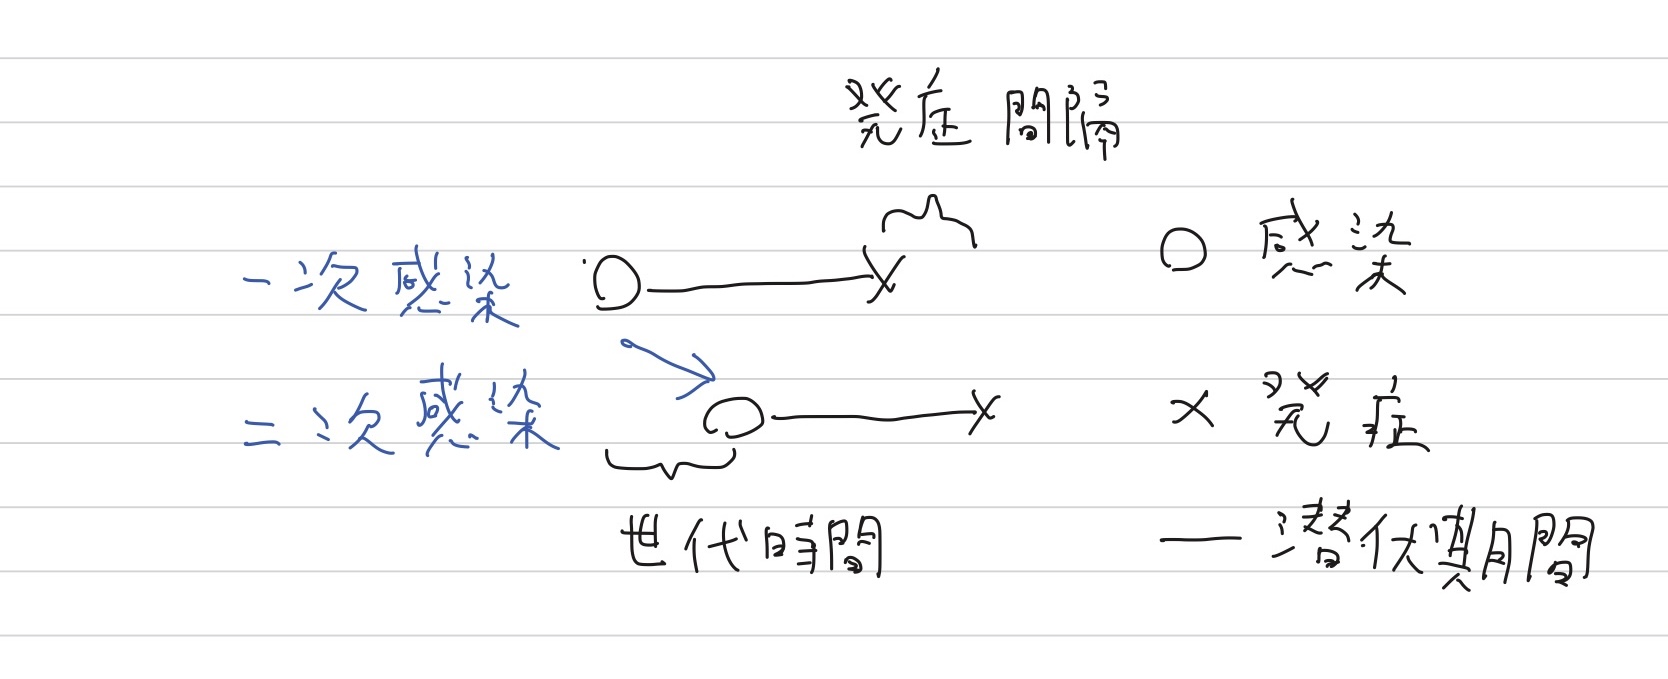 発症間隔
一次感染
○ 感染
二次感染
× 発症
世代時間
— 潜伏期間